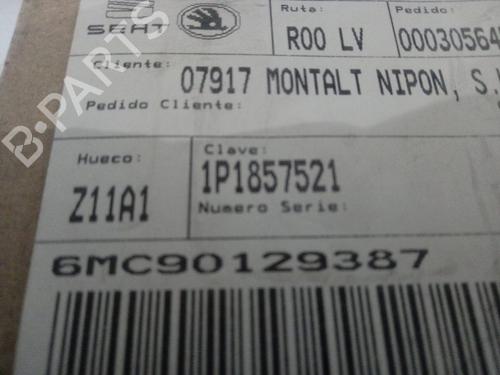 SEAT
Ruta:
R00 LV
Pedido:
00030564
Cliente:
07917 MONTALT NIPON, S.
Pedido Cliente:
Hueco:
Z11A1
Clave:
1P1857521
Numero Serie:
6MC90129387
B-PARTS